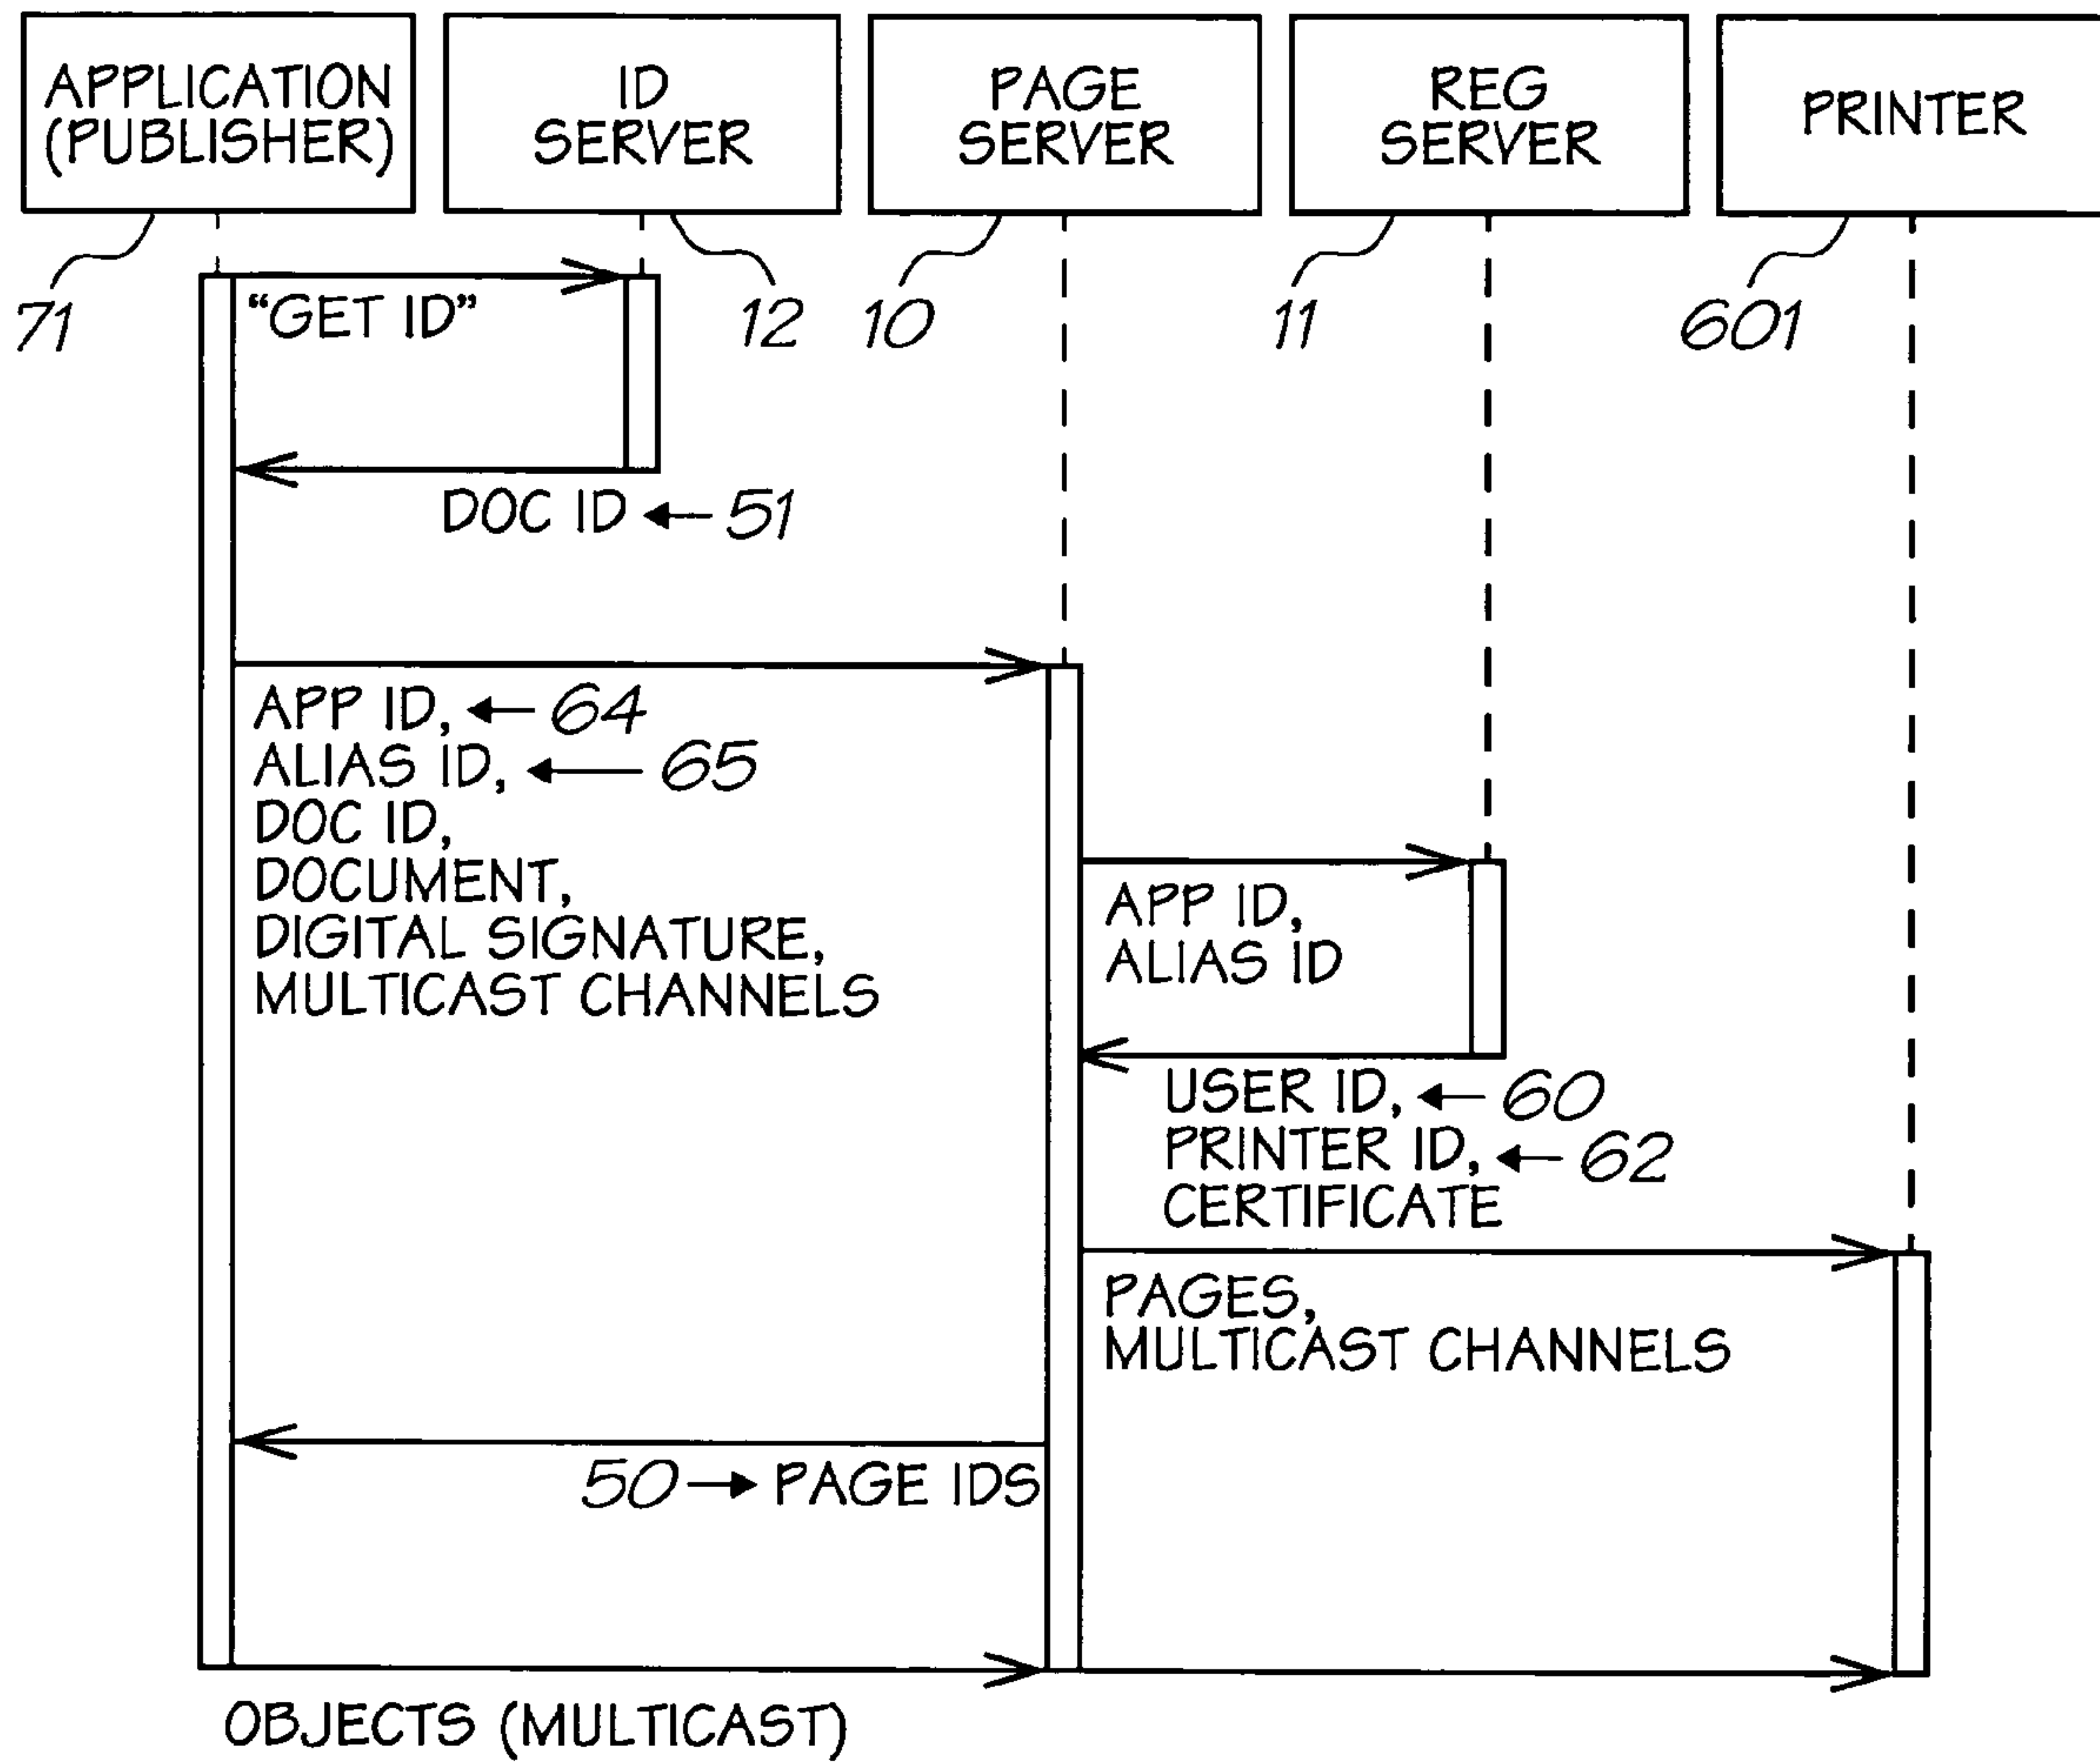 APPLICATION
(PUBLISHER)
ID
SERVER
PAGE
SERVER
REG
SERVER
PRINTER
71
12
10
11
601
“GET ID”
DOC ID
51
APP ID,
64
ALIAS ID,
65
DOC ID,
DOCUMENT,
DIGITAL SIGNATURE,
MULTICAST CHANNELS
APP ID,
ALIAS ID
USER ID,
60
PRINTER ID,
62
CERTIFICATE
PAGES,
MULTICAST CHANNELS
50
PAGE IDS
OBJECTS (MULTICAST)